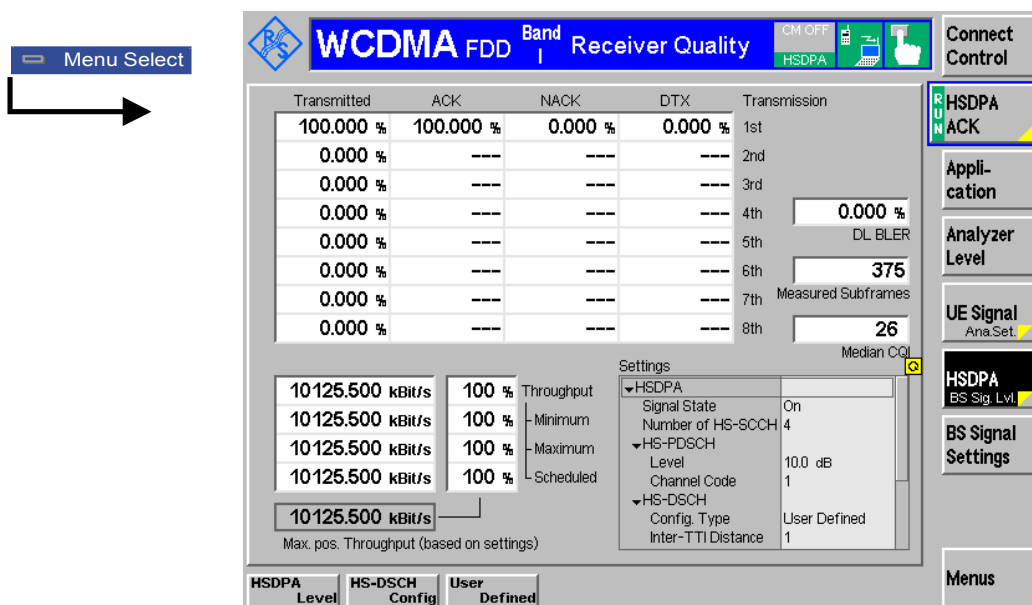 Menu Select
R&S WCDMA FDD Band I Receiver Quality
CM OFF
HSDPA
Connect Control
Transmitted ACK NACK DTX Transmission
100.000 % 100.000 % 0.000 % 0.000 % 1st
0.000 % --- --- --- 2nd
0.000 % --- --- --- 3rd
0.000 % --- --- --- 4th
0.000 % --- --- --- 5th
0.000 % --- --- --- 6th
0.000 % --- --- --- 7th
0.000 % --- --- --- 8th
0.000 %
DL BLER
375
Measured Subframes
26
Median CQI
10125.500 kBit/s 100 % Throughput
10125.500 kBit/s 100 % Minimum
10125.500 kBit/s 100 % Maximum
10125.500 kBit/s 100 % Scheduled
10125.500 kBit/s
Max. pos. Throughput (based on settings)
Settings
HSDPA
Signal State On
Number of HS-SCCH 4
HS-PDSCH
Level 10.0 dB
Channel Code 1
HS-DSCH
Config. Type User Defined
Inter-TTI Distance 1
RUN
HSDPA ACK
Appli-
cation
Analyzer
Level
UE Signal
Ana.Set.
HSDPA
BS Sig. Lvl.
BS Signal
Settings
Menus
HSDPA Level
HS-DSCH Config
User Defined